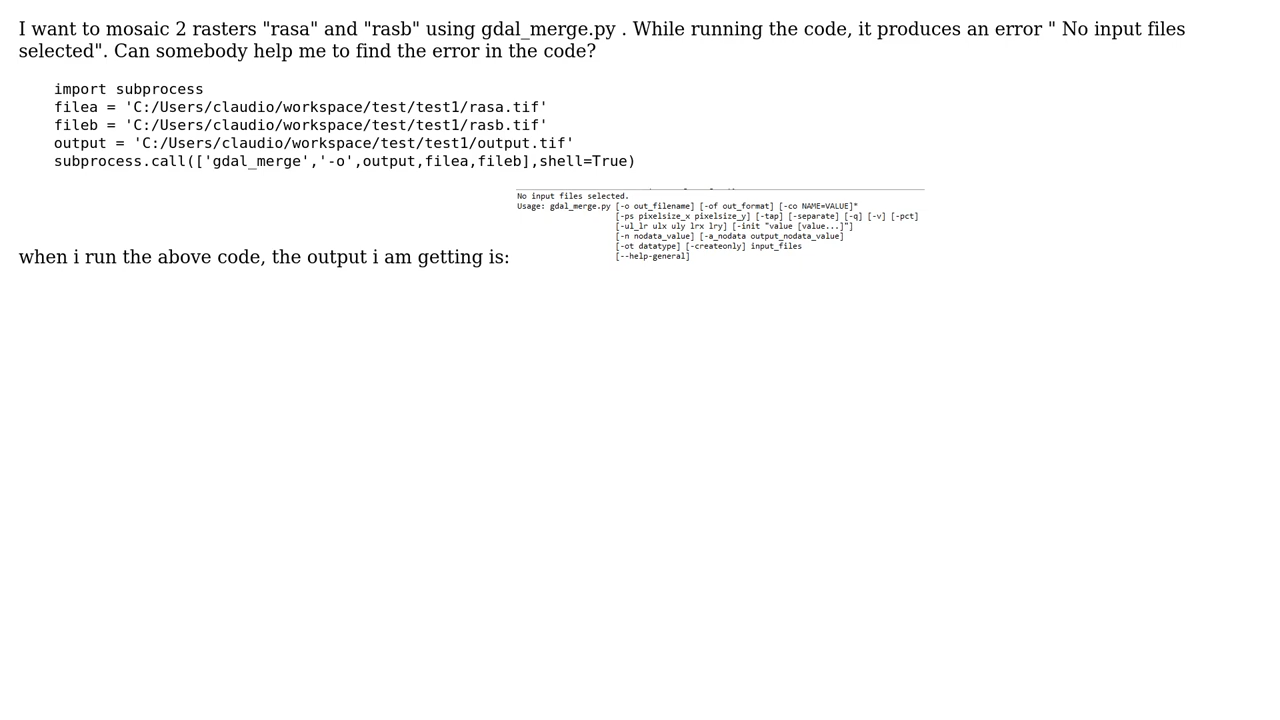 I want to mosaic 2 rasters "rasa" and "rasb" using gdal_merge.py . While running the code, it produces an error " No input files
selected". Can somebody help me to find the error in the code?
import subprocess
filea = 'C:/Users/claudio/workspace/test/test1/rasa.tif'
fileb = 'C:/Users/claudio/workspace/test/test1/rasb.tif'
output = 'C:/Users/claudio/workspace/test/test1/output.tif'
subprocess.call(['gdal_merge','-o',output,filea,fileb],shell=True)
No input files selected.
Usage: gdal_merge.py [-o out_filename] [-of out_format] [-co NAME=VALUE]*
[-ps pixelsize_x pixelsize_y] [-tap] [-separate] [-q] [-v] [-pct]
[-ul_lr ulx uly lrx lry] [-init "value [value...]"]
[-n nodata_value] [-a_nodata output_nodata_value]
[-ot datatype] [-createonly] input_files
[--help-general]
when i run the above code, the output i am getting is: